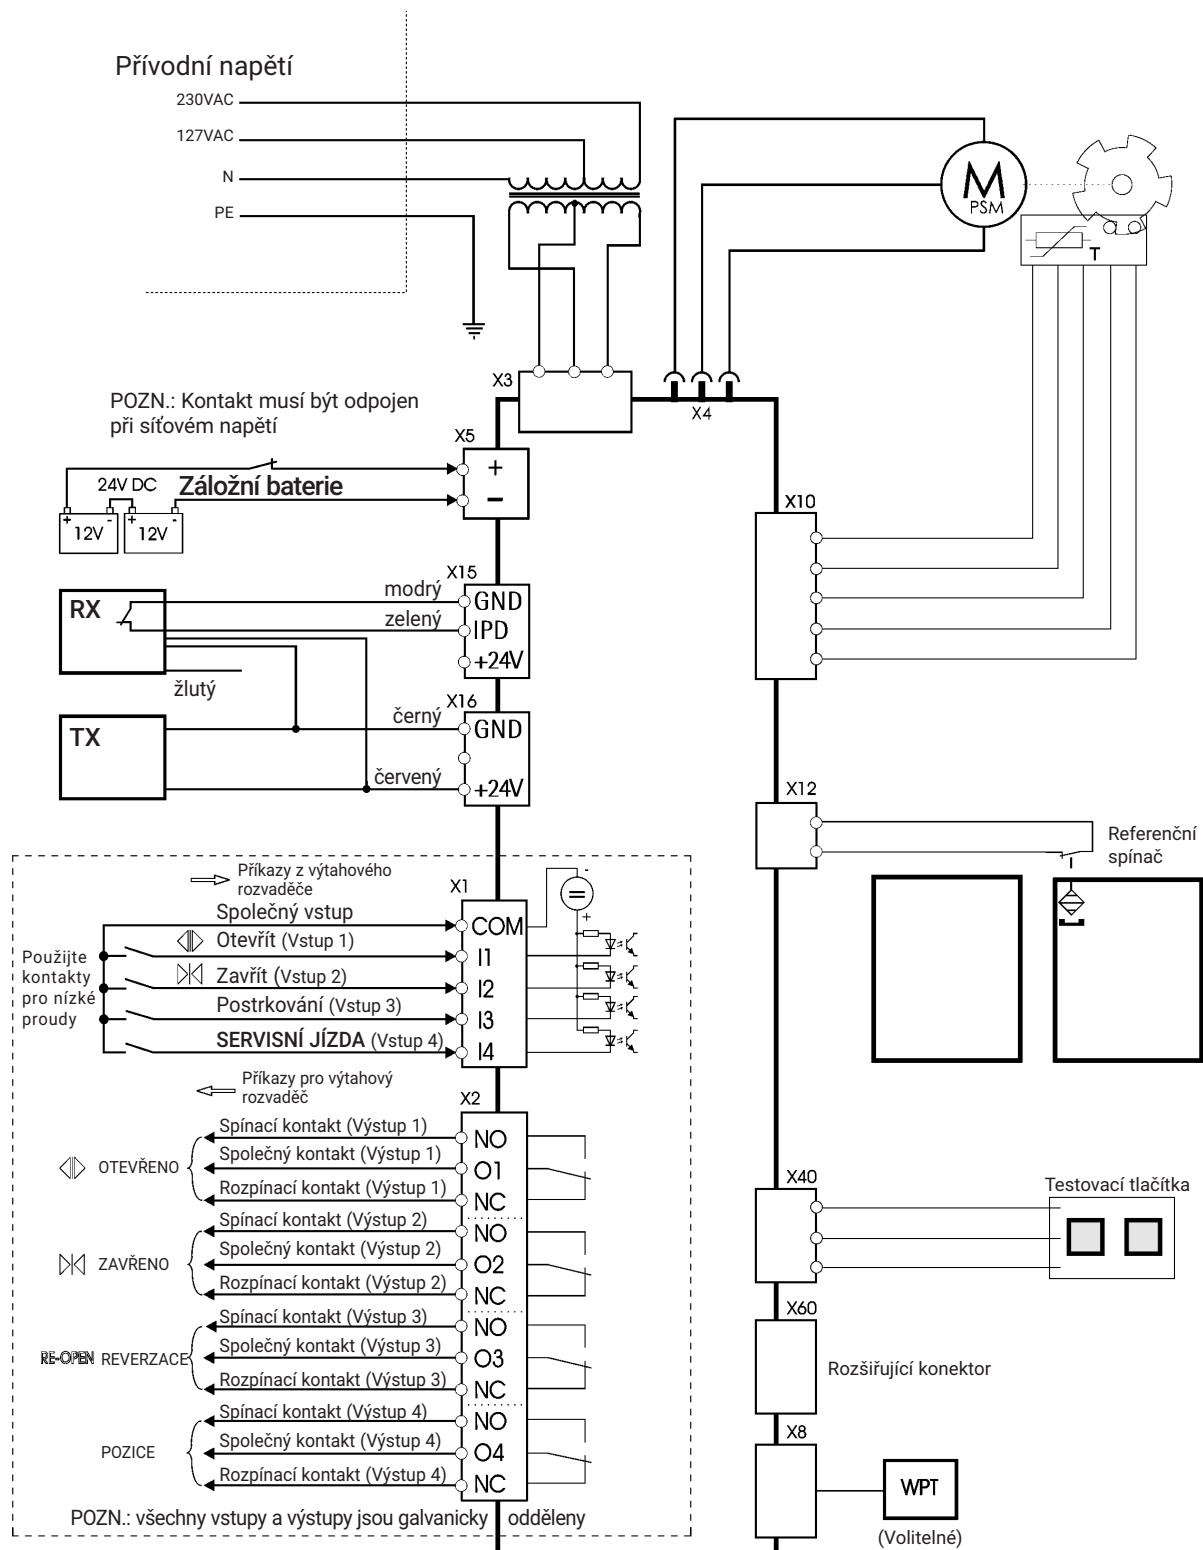 Přívodní napětí
230VAC
127VAC
N
PE
M
PSM
T
X3
X4
POZN.: Kontakt musí být odpojen
při síťovém napětí
X5
+
−
24V DC
Záložní baterie
+ -
12V
+ -
12V
X10
X15
RX
modrý
GND
zelený
IPD
+24V
žlutý
X16
TX
černý
GND
červený
+24V
X12
Referenční
spínač
Příkazy z výtahového
rozvaděče
X1
-
=
+
Společný vstup
COM
Otevřít (Vstup 1)
I1
Zavřít (Vstup 2)
I2
Postrkování (Vstup 3)
I3
SERVISNÍ JÍZDA (Vstup 4)
I4
Použijte
kontakty
pro nízké
proudy
Příkazy pro výtahový
rozvaděč
X2
Spínací kontakt (Výstup 1)
NO
OTEVŘENO
Společný kontakt (Výstup 1)
O1
Rozpínací kontakt (Výstup 1)
NC
Spínací kontakt (Výstup 2)
NO
ZAVŘENO
Společný kontakt (Výstup 2)
O2
Rozpínací kontakt (Výstup 2)
NC
Spínací kontakt (Výstup 3)
NO
RE-OPEN REVERZACE
Společný kontakt (Výstup 3)
O3
Rozpínací kontakt (Výstup 3)
NC
Spínací kontakt (Výstup 4)
NO
POZICE
Společný kontakt (Výstup 4)
O4
Rozpínací kontakt (Výstup 4)
NC
POZN.: všechny vstupy a výstupy jsou galvanicky odděleny
X40
Testovací tlačítka
X60
Rozšiřující konektor
X8
WPT
(Volitelné)